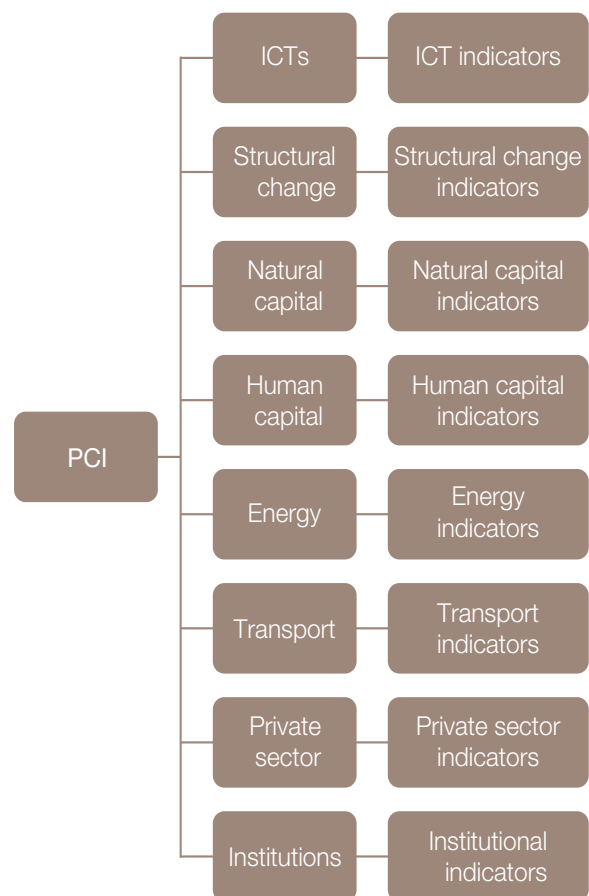 ICTs
ICT indicators
Structural
change
Structural change
indicators
Natural
capital
Natural capital
indicators
Human
capital
Human capital
indicators
PCI
Energy
Energy
indicators
Transport
Transport
indicators
Private
sector
Private sector
indicators
Institutions
Institutional
indicators